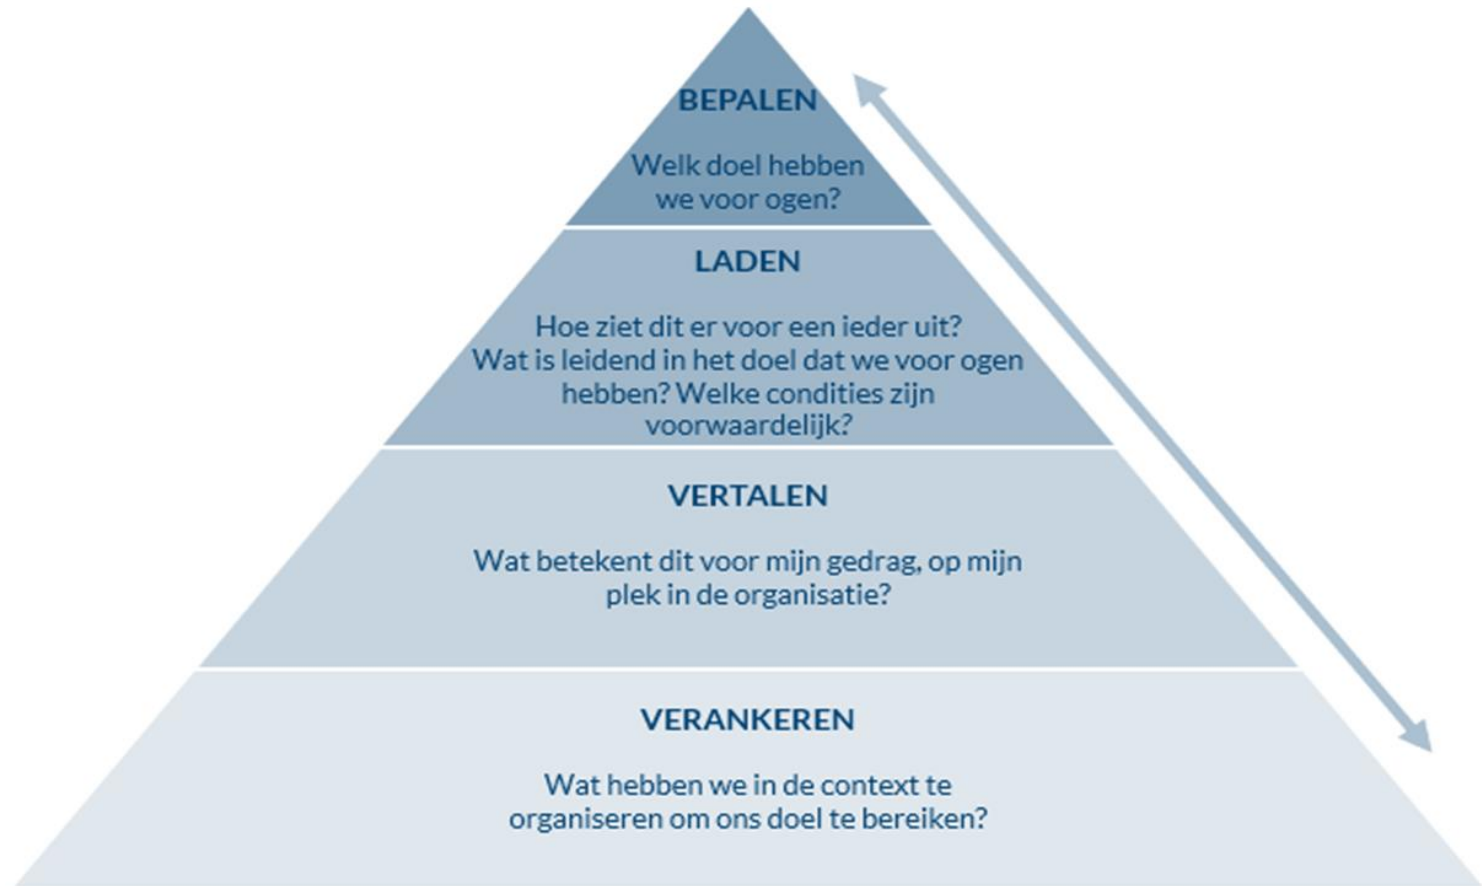 BEPALEN
Welk doel hebben
we voor ogen?
LADEN
Hoe ziet dit er voor een ieder uit?
Wat is leidend in het doel dat we voor ogen
hebben? Welke condities zijn
voorwaardelijk?
VERTALEN
Wat betekent dit voor mijn gedrag, op mijn
plek in de organisatie?
VERANKEREN
Wat hebben we in de context te
organiseren om ons doel te bereiken?